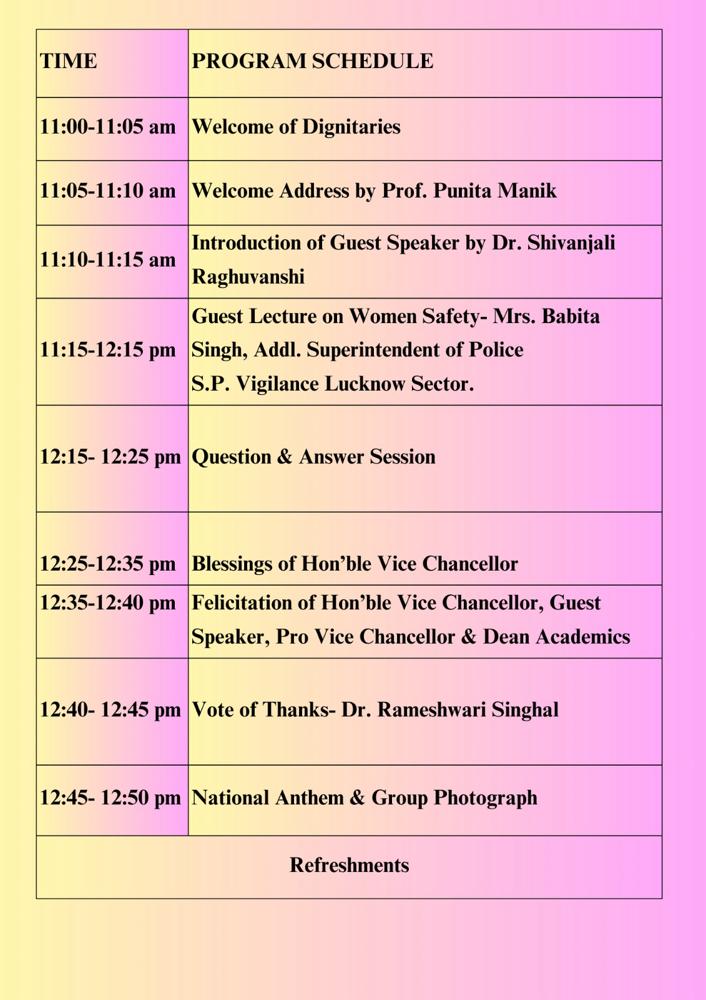 TIME
PROGRAM SCHEDULE
11:00-11:05 am
Welcome of Dignitaries
11:05-11:10 am
Welcome Address by Prof. Punita Manik
11:10-11:15 am
Introduction of Guest Speaker by Dr. Shivanjali
Raghuvanshi
11:15-12:15 pm
Guest Lecture on Women Safety- Mrs. Babita
Singh, Addl. Superintendent of Police
S.P. Vigilance Lucknow Sector.
12:15- 12:25 pm
Question & Answer Session
12:25-12:35 pm
Blessings of Hon’ble Vice Chancellor
12:35-12:40 pm
Felicitation of Hon’ble Vice Chancellor, Guest
Speaker, Pro Vice Chancellor & Dean Academics
12:40- 12:45 pm
Vote of Thanks- Dr. Rameshwari Singhal
12:45- 12:50 pm
National Anthem & Group Photograph
Refreshments